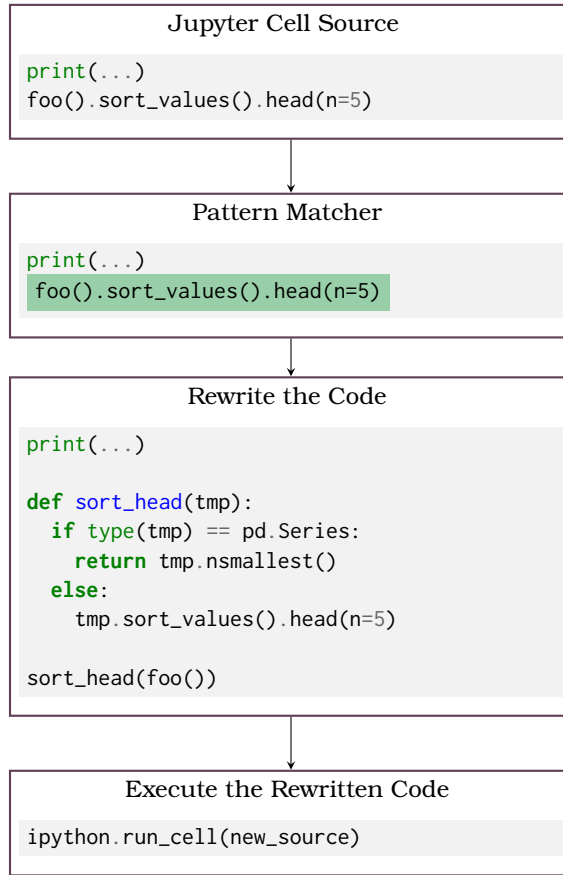 Jupyter Cell Source
print(...)
foo().sort_values().head(n=5)
Pattern Matcher
print(...)
foo().sort_values().head(n=5)
Rewrite the Code
print(...)
def sort_head(tmp):
  if type(tmp) == pd.Series:
    return tmp.nsmallest()
  else:
    tmp.sort_values().head(n=5)
sort_head(foo())
Execute the Rewritten Code
ipython.run_cell(new_source)